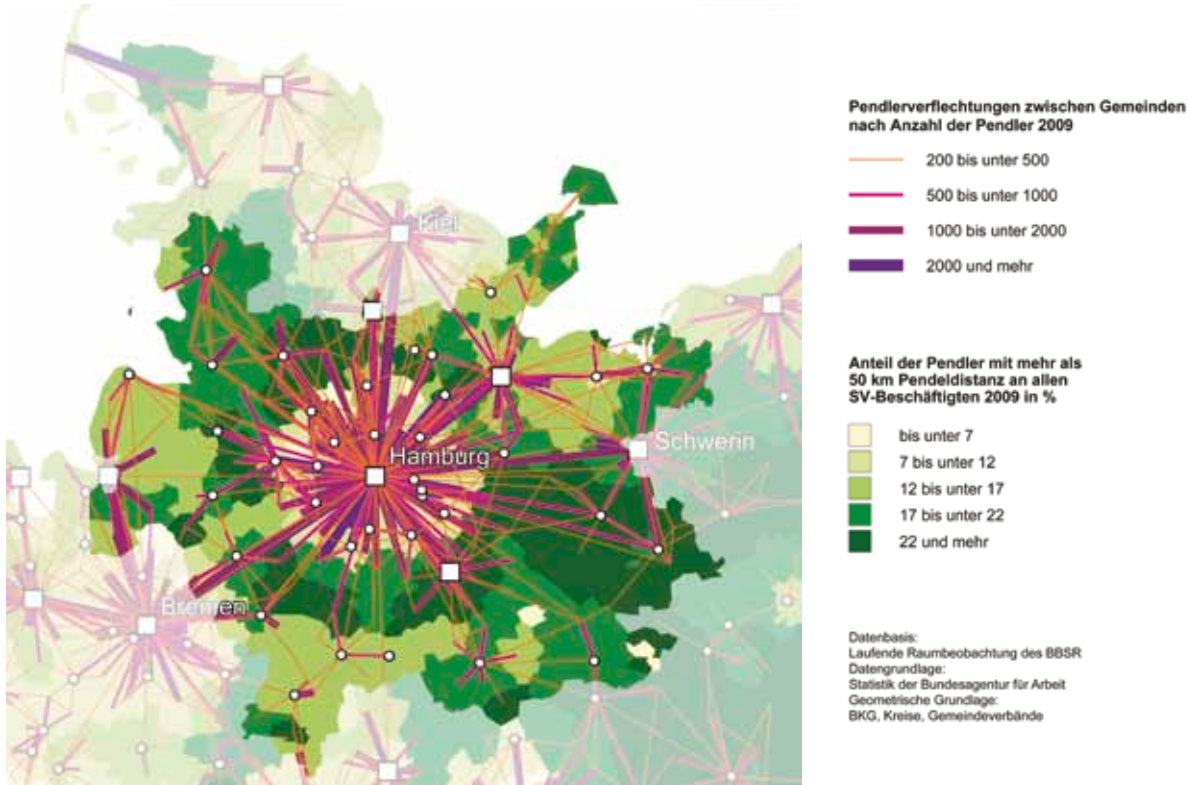 Kiel
Hamburg
Schwerin
Bremen
Pendlerverflechtungen zwischen Gemeinden
nach Anzahl der Pendler 2009
200 bis unter 500
500 bis unter 1000
1000 bis unter 2000
2000 und mehr
Anteil der Pendler mit mehr als
50 km Pendeldistanz an allen
SV-Beschäftigten 2009 in %
bis unter 7
7 bis unter 12
12 bis unter 17
17 bis unter 22
22 und mehr
Datenbasis:
Laufende Raumbeobachtung des BBSR
Datengrundlage:
Statistik der Bundesagentur für Arbeit
Geometrische Grundlage:
BKG, Kreise, Gemeindeverbände